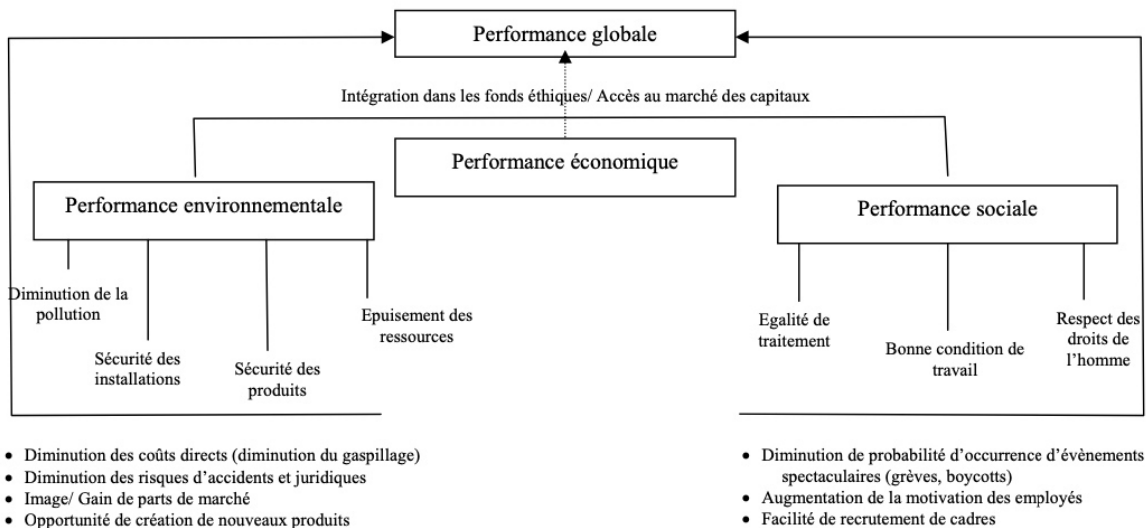 Performance globale
Intégration dans les fonds éthiques/ Accès au marché des capitaux
Performance économique
Performance environnementale
Performance sociale
Diminution de la
pollution
Sécurité des
installations
Sécurité des
produits
Epuisement des
ressources
Egalité de
traitement
Bonne condition de
travail
Respect des
droits de
l’homme
• Diminution des coûts directs (diminution du gaspillage)
• Diminution des risques d’accidents et juridiques
• Image/ Gain de parts de marché
• Opportunité de création de nouveaux produits
• Diminution de probabilité d’occurrence d’évènements
spectaculaires (grèves, boycotts)
• Augmentation de la motivation des employés
• Facilité de recrutement de cadres